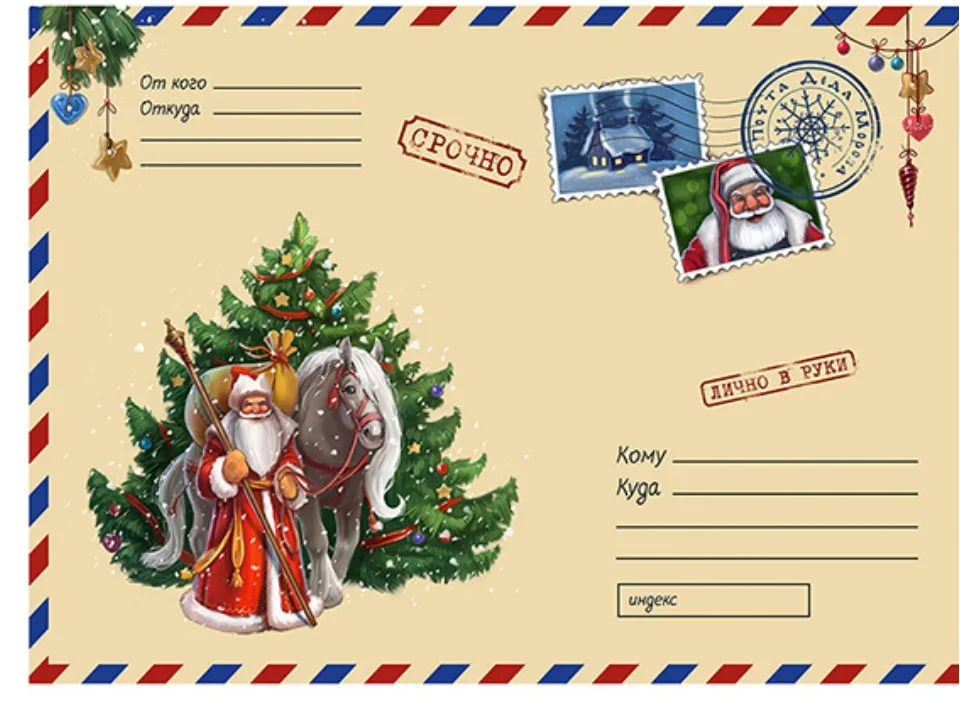 От кого
Откуда
СРОЧНО
Почта Деда Мороза
ЛИЧНО В РУКИ
Кому
Куда
индекс